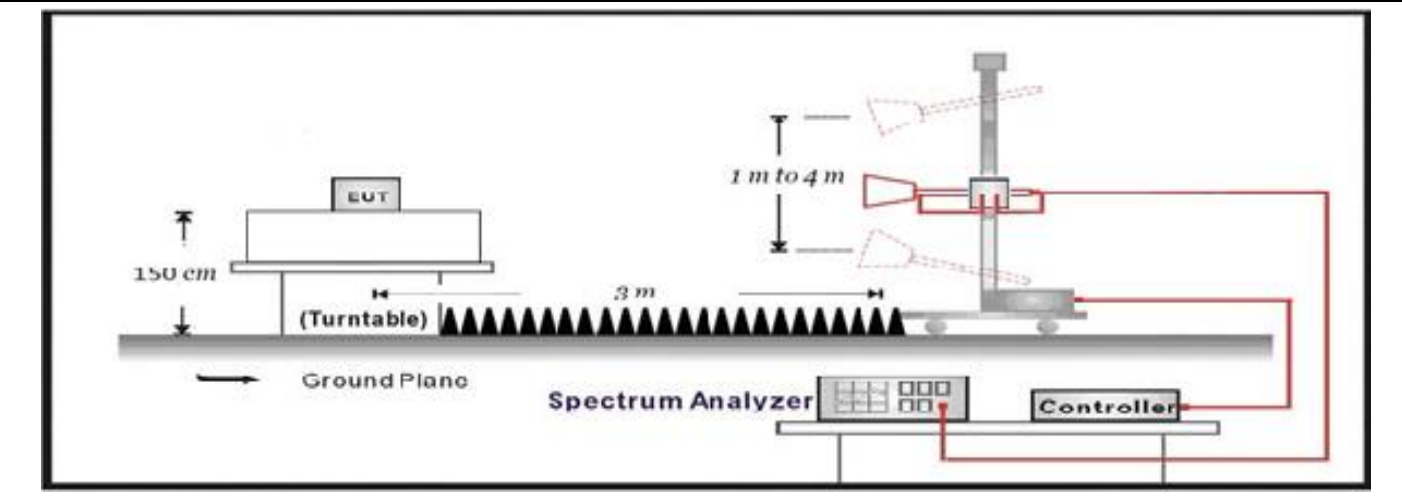 EUT
1 m to 4 m
150 cm
3 m
(Turntable)
Ground Plane
Spectrum Analyzer
Controller